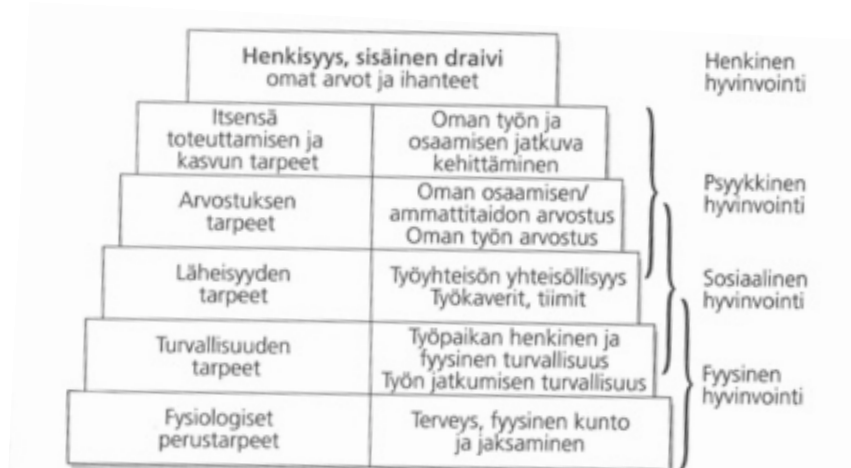 Henkisyys, sisäinen draivi
omat arvot ja ihanteet
Henkinen
hyvinvointi
Itsensä
toteuttamisen ja
kasvun tarpeet
Oman työn ja
osaamisen jatkuva
kehittäminen
Psyykkinen
hyvinvointi
Arvostuksen
tarpeet
Oman osaamisen/
ammattitaidon arvostus
Oman työn arvostus
Läheisyyden
tarpeet
Työyhteisön yhteisöllisyys
Työkaverit, tiimit
Sosiaalinen
hyvinvointi
Turvallisuuden
tarpeet
Työpaikan henkinen ja
fyysinen turvallisuus
Työn jatkumisen turvallisuus
Fyysinen
hyvinvointi
Fysiologiset
perustarpeet
Terveys, fyysinen kunto
ja jaksaminen